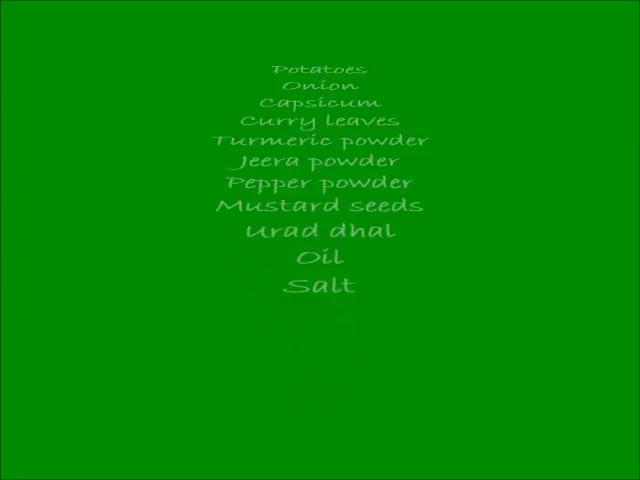 Potatoes
Onion
Capsicum
Curry leaves
Turmeric powder
Jeera powder
Pepper powder
Mustard seeds
Urad dhal
Oil
Salt